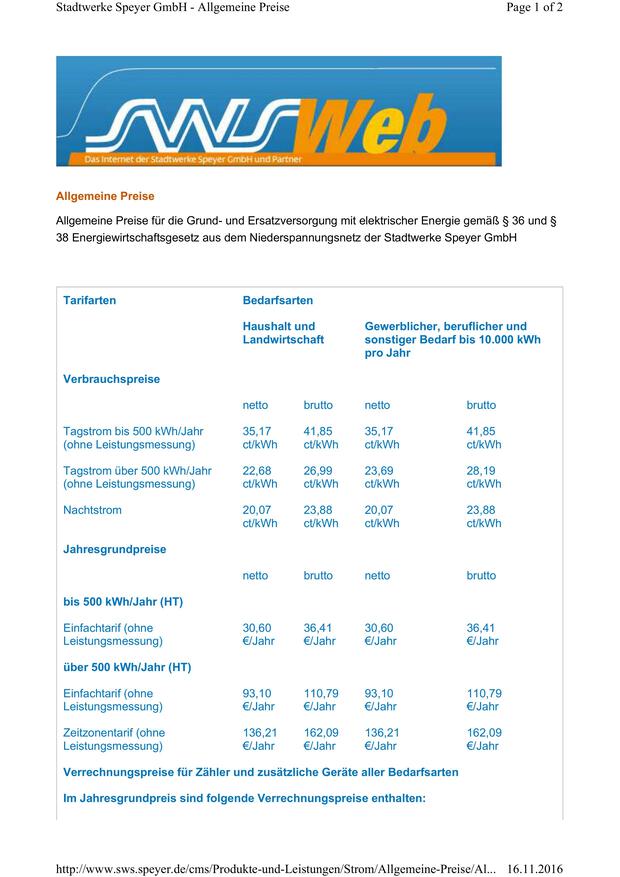 Stadtwerke Speyer GmbH - Allgemeine Preise Page 1 of 2
SWSWeb
Das Internet der Stadtwerke Speyer GmbH und Partner
Allgemeine Preise
Allgemeine Preise für die Grund- und Ersatzversorgung mit elektrischer Energie gemäß § 36 und §
38 Energiewirtschaftsgesetz aus dem Niederspannungsnetz der Stadtwerke Speyer GmbH
Tarifarten Bedarfsarten
Haushalt und Gewerblicher, beruflicher und
Landwirtschaft sonstiger Bedarf bis 10.000 kWh
pro Jahr
Verbrauchspreise
netto brutto netto brutto
Tagstrom bis 500 kWh/Jahr 35,17 41,85 35,17 41,85
(ohne Leistungsmessung) ct/kWh ct/kWh ct/kWh ct/kWh
Tagstrom über 500 kWh/Jahr 22,68 26,99 23,69 28,19
(ohne Leistungsmessung) ct/kWh ct/kWh ct/kWh ct/kWh
Nachtstrom 20,07 23,88 20,07 23,88
ct/kWh ct/kWh ct/kWh ct/kWh
Jahresgrundpreise
netto brutto netto brutto
bis 500 kWh/Jahr (HT)
Einfachtarif (ohne 30,60 36,41 30,60 36,41
Leistungsmessung) €/Jahr €/Jahr €/Jahr €/Jahr
über 500 kWh/Jahr (HT)
Einfachtarif (ohne 93,10 110,79 93,10 110,79
Leistungsmessung) €/Jahr €/Jahr €/Jahr €/Jahr
Zeitzonentarif (ohne 136,21 162,09 136,21 162,09
Leistungsmessung) €/Jahr €/Jahr €/Jahr €/Jahr
Verrechnungspreise für Zähler und zusätzliche Geräte aller Bedarfsarten
Im Jahresgrundpreis sind folgende Verrechnungspreise enthalten:
http://www.sws.speyer.de/cms/Produkte-und-Leistungen/Strom/Allgemeine-Preise/Al... 16.11.2016